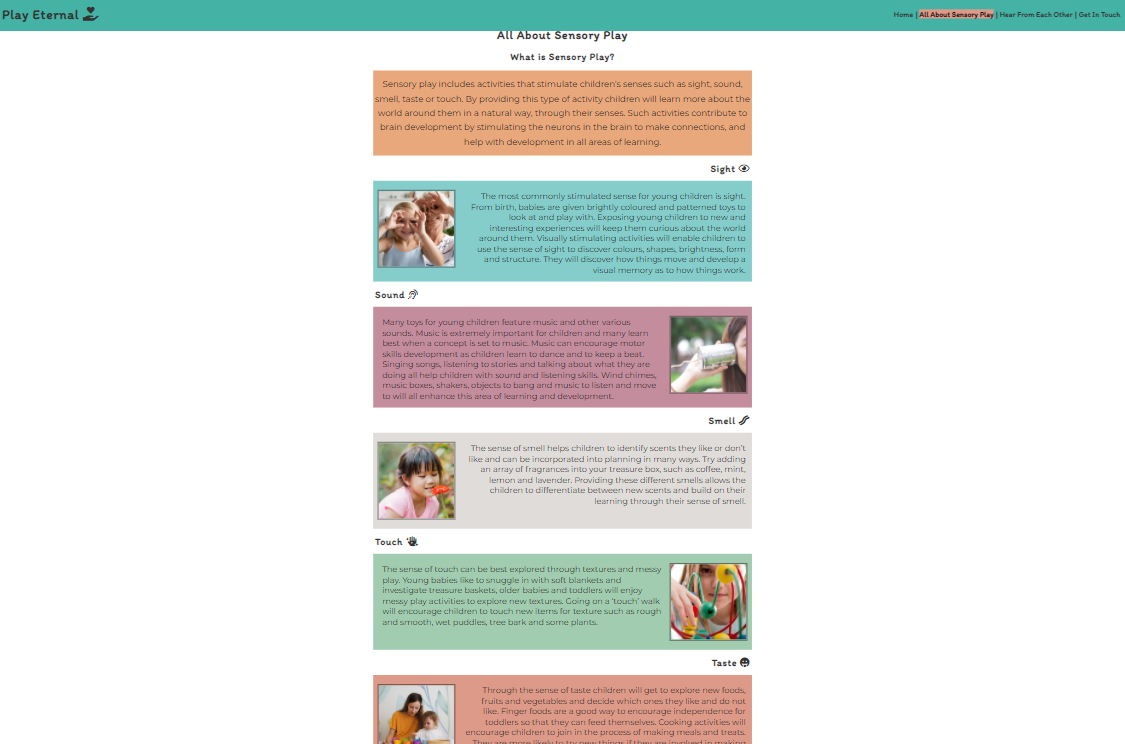 Play Eternal
Home | All About Sensory Play | Hear From Each Other | Get In Touch
All About Sensory Play
What is Sensory Play?
Sensory play includes activities that stimulate children's senses such as sight, sound,
smell, taste or touch. By providing this type of activity children will learn more about the
world around them in a natural way, through their senses. Such activities contribute to
brain development by stimulating the neurons in the brain to make connections, and
help with development in all areas of learning.
Sight
The most commonly stimulated sense for young children is sight.
From birth, babies are given brightly coloured and patterned toys to
look at and play with. Exposing young children to new and
interesting experiences will keep them curious about the world
around them. Visually stimulating activities will enable children to
use the sense of sight to discover colours, shapes, brightness, form
and structure. They will discover how things move and develop a
visual memory as to how things work.
Sound
Many toys for young children feature music and other various
sounds. Music is extremely important for children and many learn
best when a concept is set to music. Music can encourage motor
skills development as children learn to dance and to keep a beat.
Singing songs, listening to stories and talking about what they are
doing all help children with sound and listening skills. Wind chimes,
music boxes, shakers, objects to bang and music to listen and move
to will all enhance this area of learning and development.
Smell
The sense of smell helps children to identify scents they like or don't
like and can be incorporated into planning in many ways. Try adding
an array of fragrances into your treasure box, such as coffee, mint,
lemon and lavender. Providing these different smells allows the
children to differentiate between new scents and build on their
learning through their sense of smell.
Touch
The sense of touch can be best explored through textures and messy
play. Young babies like to snuggle in with soft blankets and
investigate treasure baskets, older babies and toddlers will enjoy
messy play activities to explore new textures. Going on a 'touch' walk
will encourage children to touch new items for texture such as rough
and smooth, wet puddles, tree bark and some plants.
Taste
Through the sense of taste children will get to explore new foods,
fruits and vegetables and decide which ones they like and do not
like. Finger foods are a good way to encourage independence for
toddlers so that they can feed themselves. Cooking activities will
encourage children to join in the process of making meals and treats.
They are more likely to try new things if they are involved in making